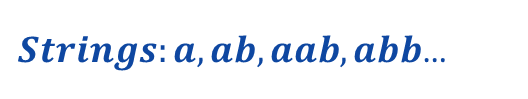 Strings: a, ab, aab, abb...